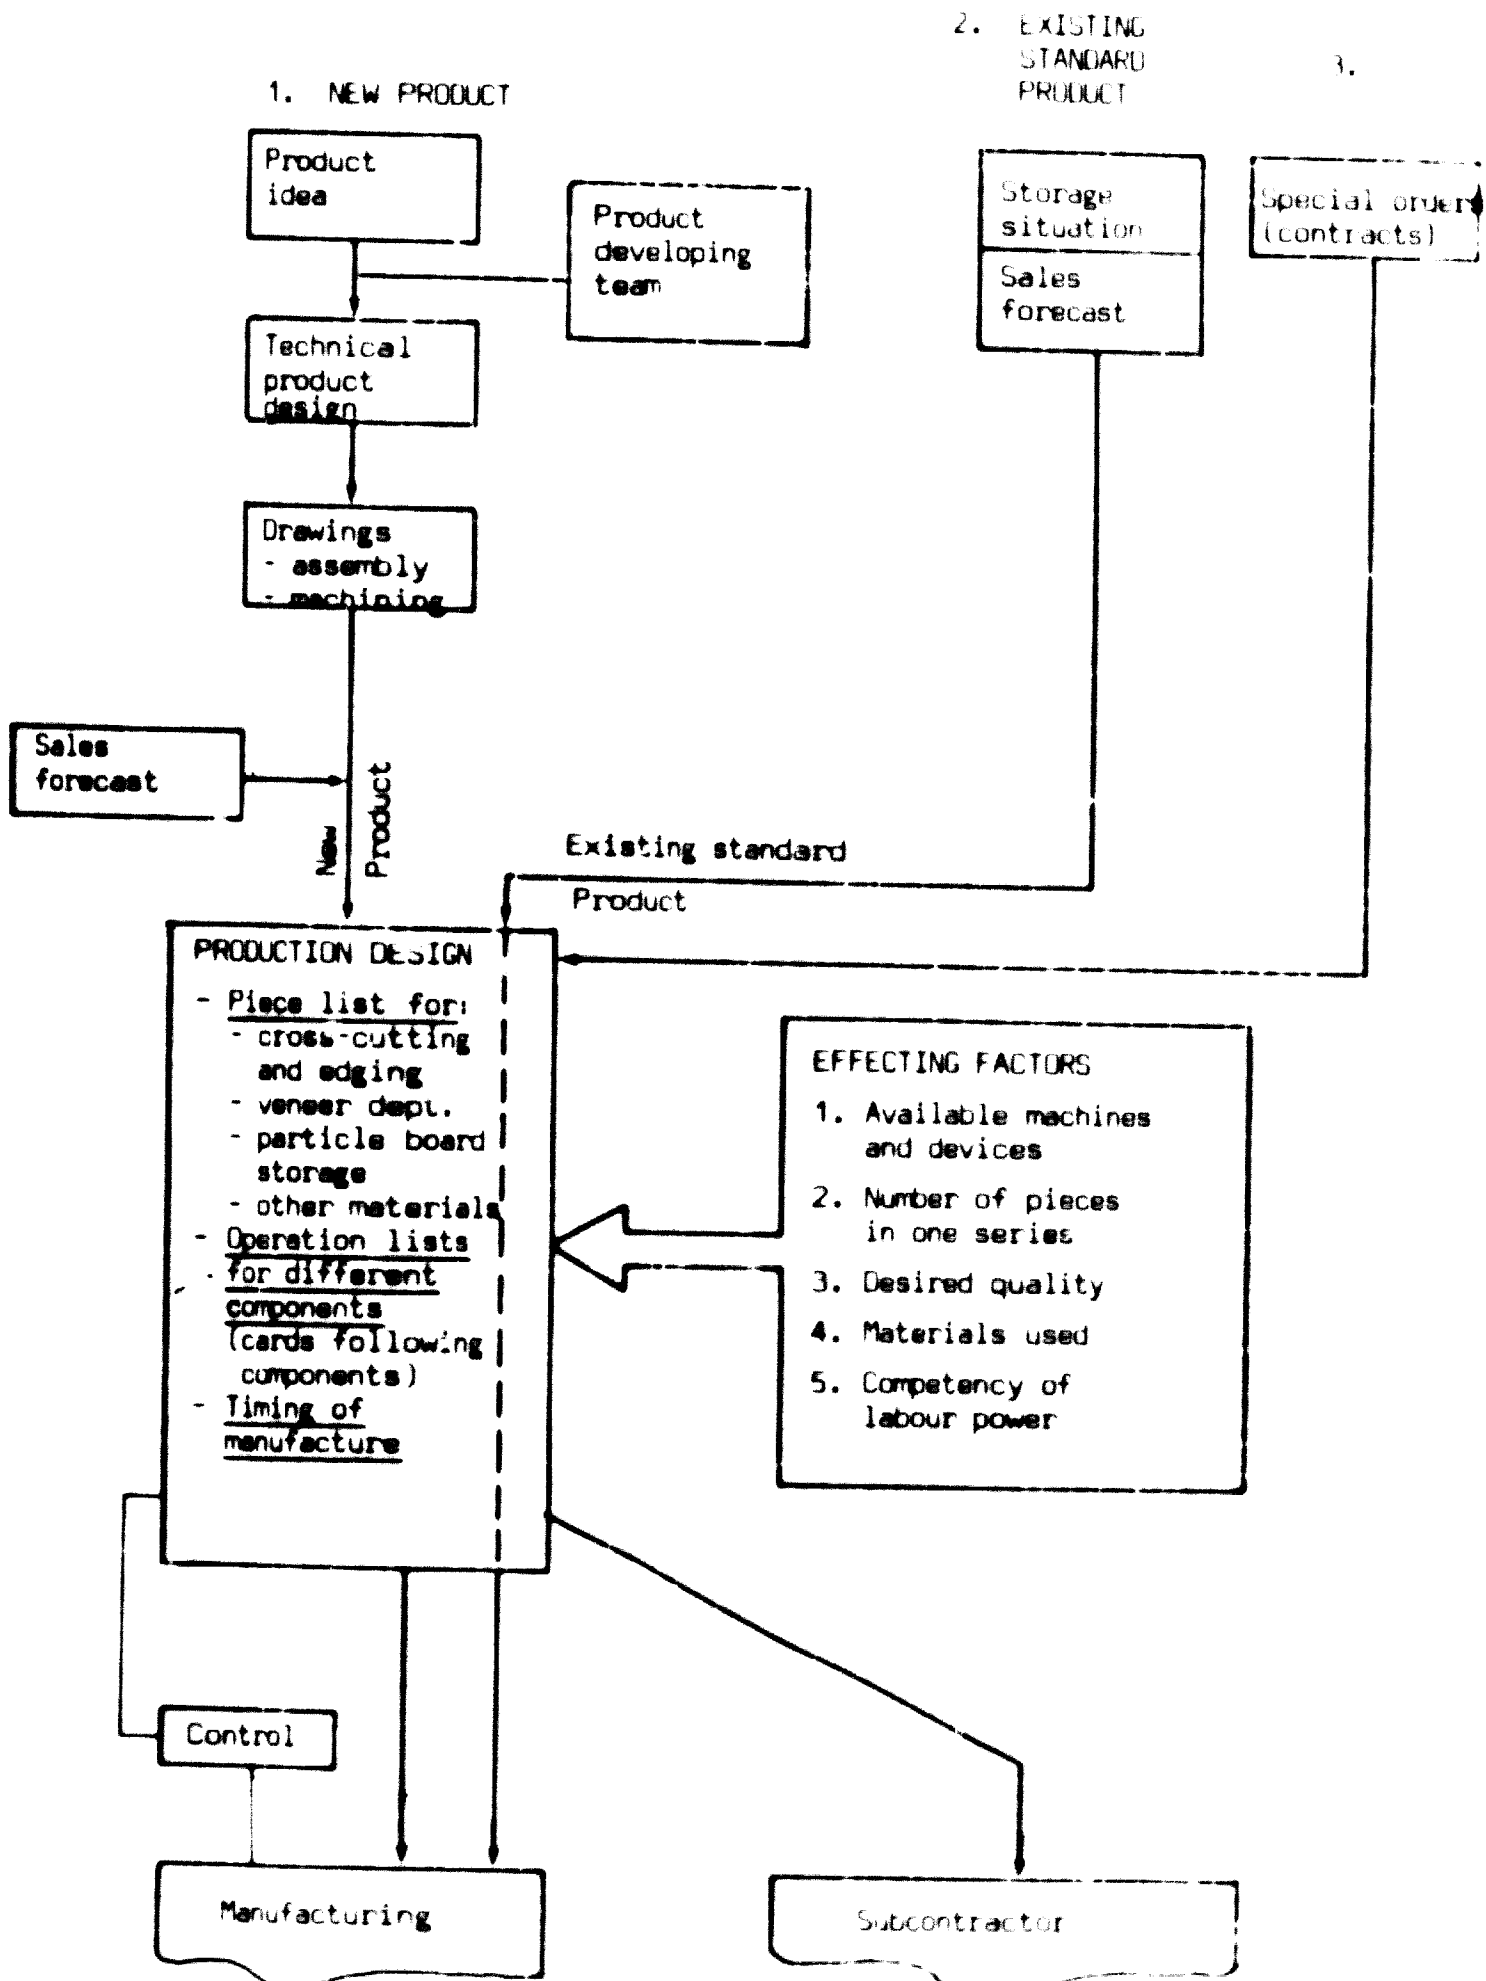 2. EXISTING
STANDARD
PRODUCT
3.
1. NEW PRODUCT
Product
idea
Product
developing
team
Storage
situation
Sales
forecast
Special orders
(contracts)
Technical
product
design
Drawings
- assembly
- machining
Sales
forecast
New
Product
Existing standard
Product
PRODUCTION DESIGN
- Piece list for:
- cross-cutting
and edging
- veneer dept.
- particle board
storage
- other materials
- Operation lists
for different
components
(cards following
components)
- Timing of
manufacture
EFFECTING FACTORS
1. Available machines
and devices
2. Number of pieces
in one series
3. Desired quality
4. Materials used
5. Competency of
labour power
Control
Manufacturing
Subcontractor